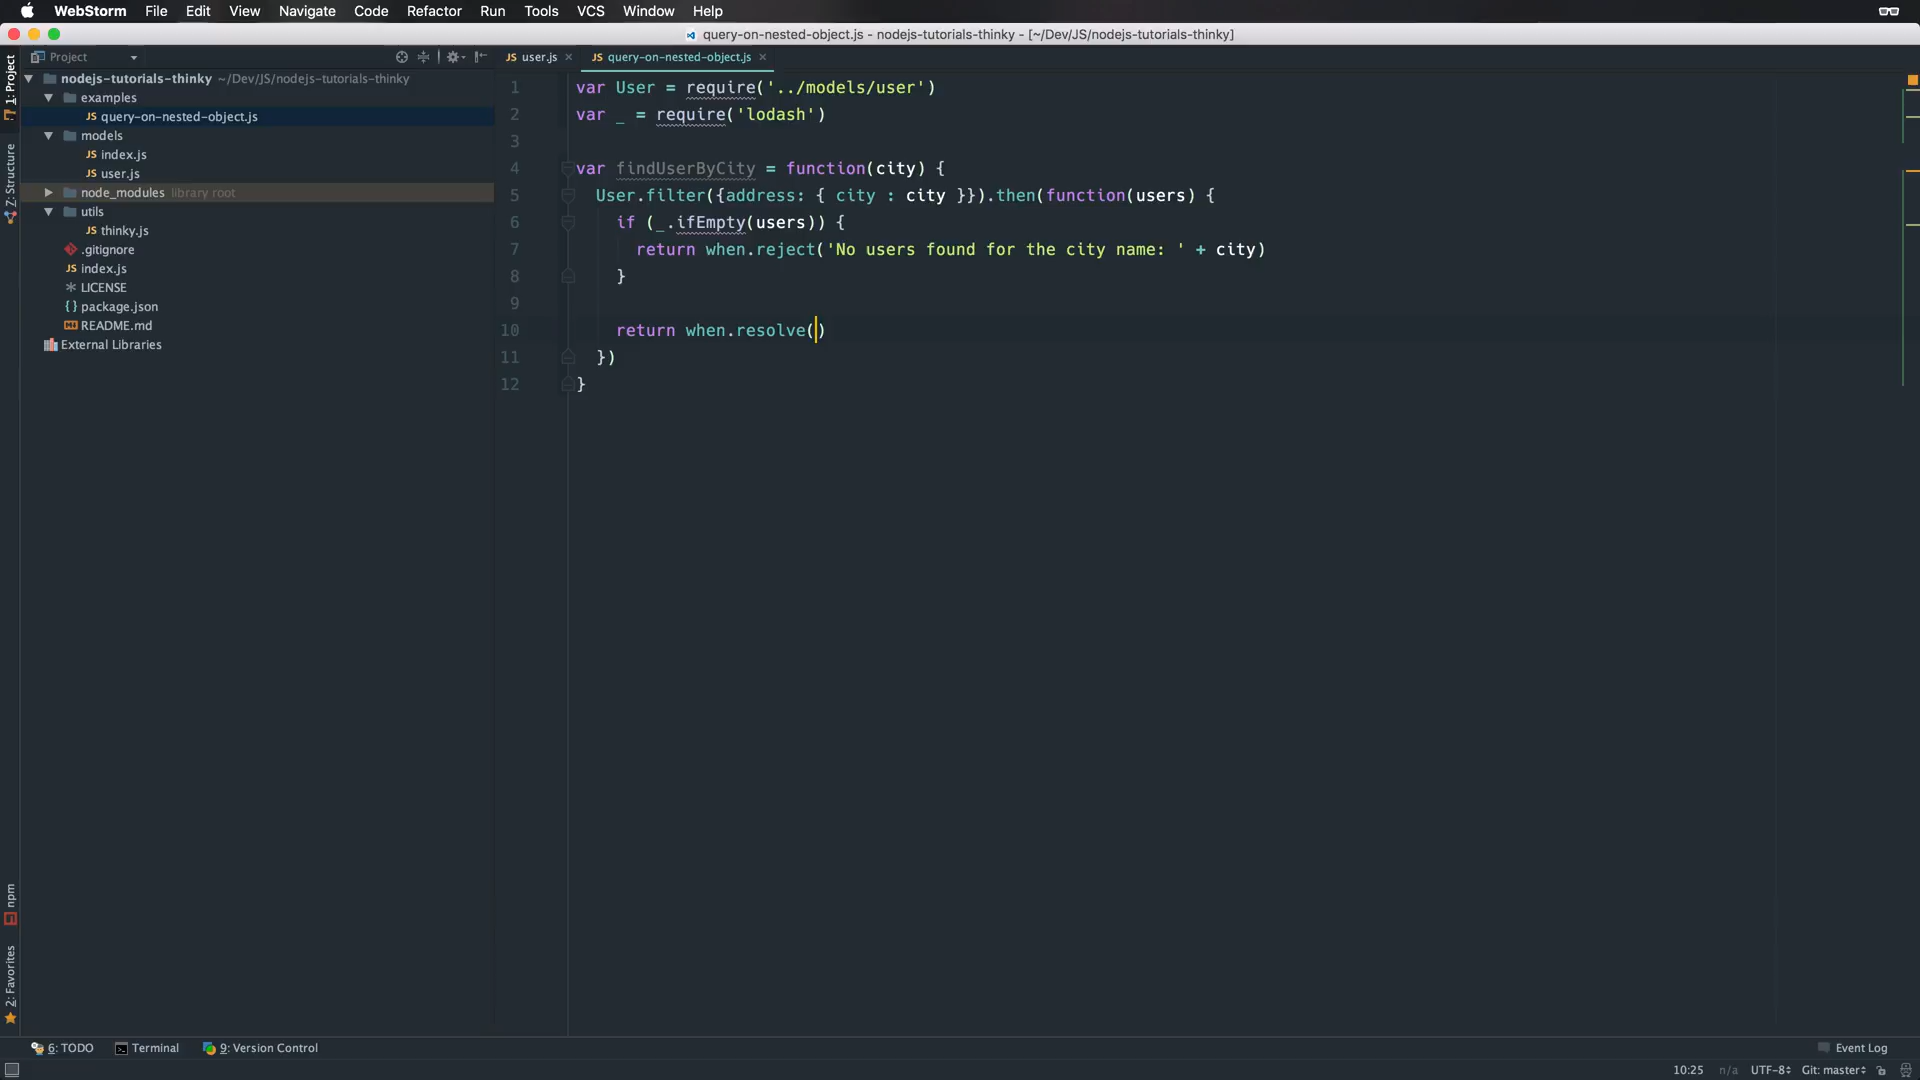 WebStorm File Edit View Navigate Code Refactor Run Tools VCS Window Help
query-on-nested-object.js - nodejs-tutorials-thinky - [~/Dev/JS/nodejs-tutorials-thinky]
Project
JS user.js
JS query-on-nested-object.js
1: Project
Z: Structure
npm
2: Favorites
nodejs-tutorials-thinky ~/Dev/JS/nodejs-tutorials-thinky
examples
JS query-on-nested-object.js
models
JS index.js
JS user.js
node_modules library root
utils
JS thinky.js
.gitignore
JS index.js
LICENSE
{} package.json
README.md
External Libraries
1 var User = require('../models/user')
2 var _ = require('lodash')
3
4 var findUserByCity = function(city) {
5 User.filter({address: { city : city }}).then(function(users) {
6 if (_.ifEmpty(users)) {
7 return when.reject('No users found for the city name: ' + city)
8 }
9
10 return when.resolve()
11 })
12 }
6: TODO Terminal 9: Version Control Event Log
10:25 n/a UTF-8 Git: master